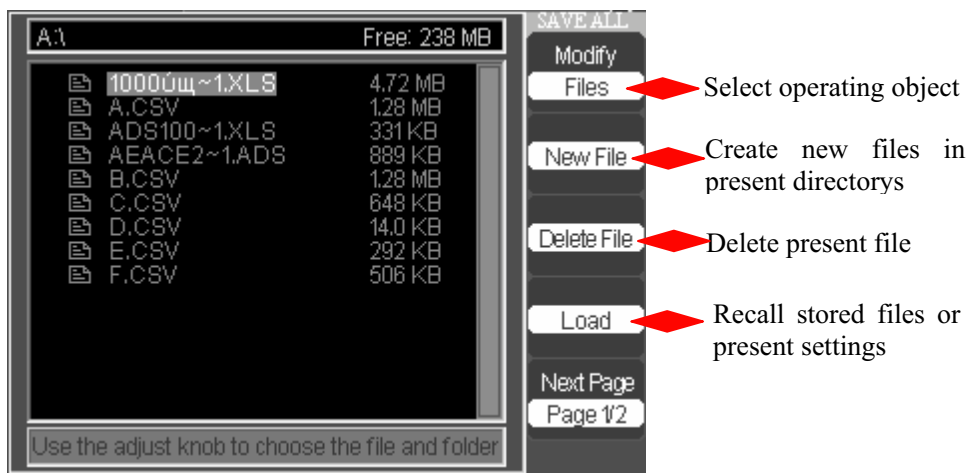 A:\ Free: 238 MB
1000úщ~1.XLS 4.72 MB
A.CSV 1.28 MB
ADS100~1.XLS 331 KB
AEACE2~1.ADS 889 KB
B.CSV 1.28 MB
C.CSV 648 KB
D.CSV 14.0 KB
E.CSV 292 KB
F.CSV 506 KB
Use the adjust knob to choose the file and folder
SAVE ALL
Modify
Files
New File
Delete File
Load
Next Page
Page 1/2
Select operating object
Create new files in
present directorys
Delete present file
Recall stored files or
present settings